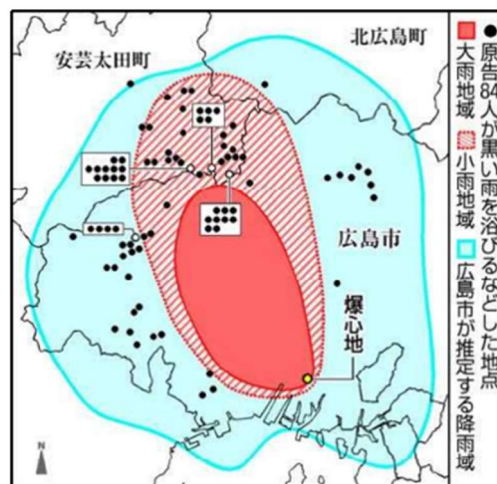 安芸太田町
北広島町
広島市
爆心地
N
●原告84人が黒い雨を浴びるなどした地点
大雨地域 小雨地域 広島市が推定する降雨域